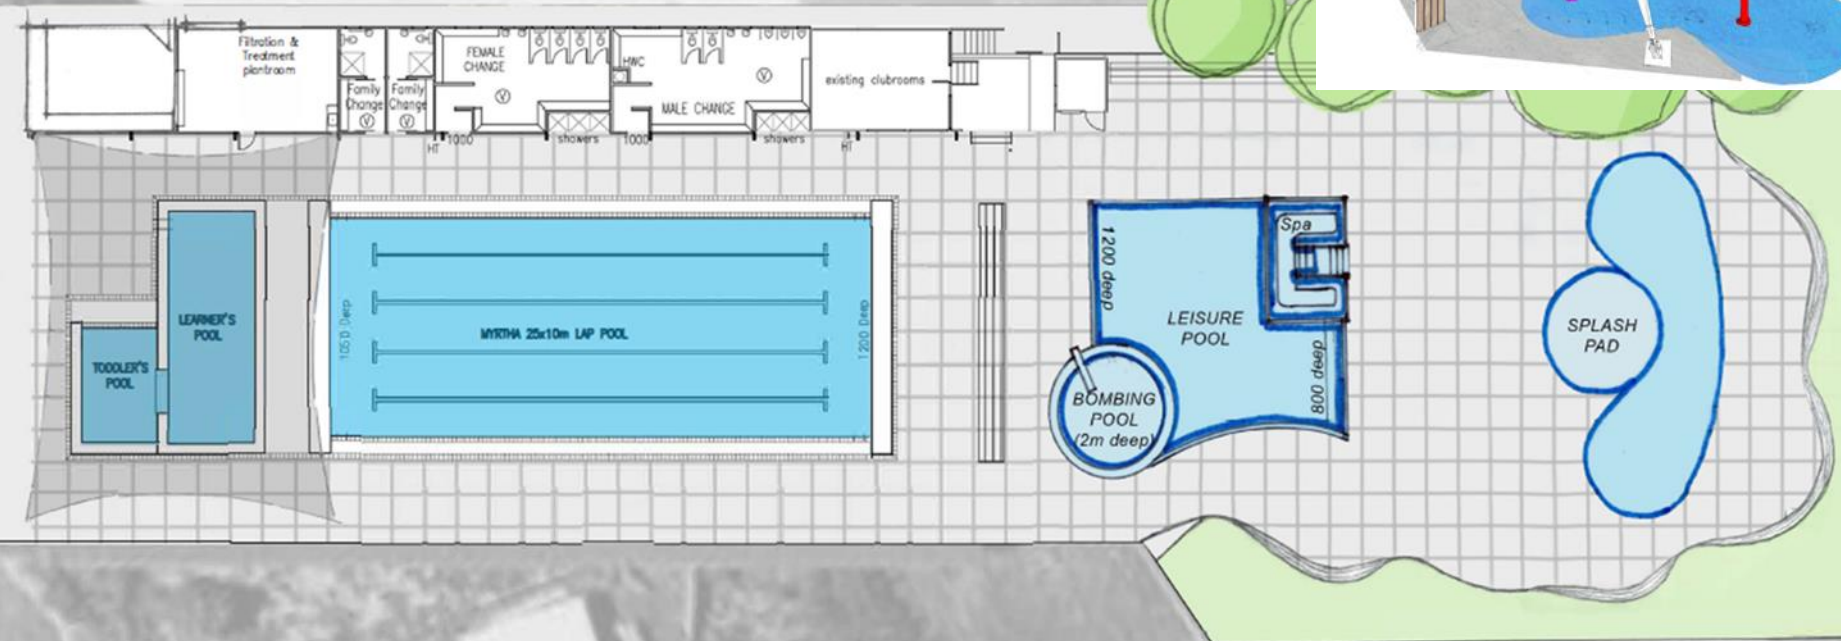 Filtration &
Treatment
plantroom
Family
Change
V
Family
Change
V
FEMALE
CHANGE
V
HWC
V
MALE CHANGE
existing clubrooms
HT
1000
showers
1000
showers
HT
TODDLER'S
POOL
LEARNER'S
POOL
1050 Deep
MYRTHA 25x10m LAP POOL
1200 Deep
1200 deep
Spa
LEISURE
POOL
800 deep
BOMBING
POOL
(2m deep)
SPLASH
PAD